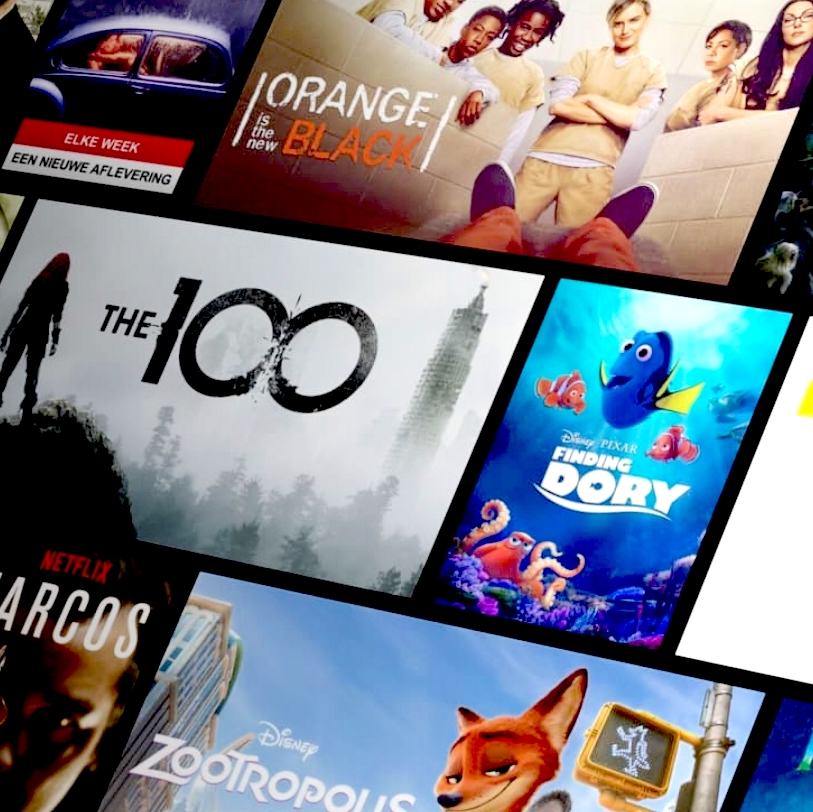 ELKE WEEK
EEN NIEUWE AFLEVERING
ORANGE
is
the
new
BLACK
THE 100
Disney PIXAR
FINDING
DORY
NETFLIX
ARCOS
Disney
ZOOTROPOLIS